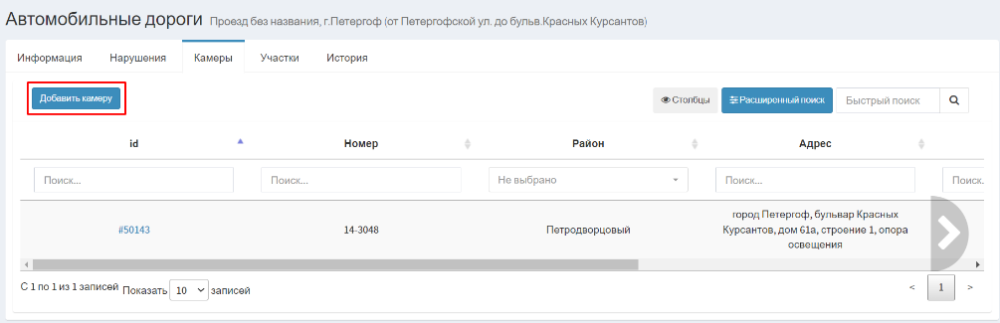 Автомобильные дороги Проезд без названия, г.Петергоф (от Петергофской ул. до бульв.Красных Курсантов)
Информация Нарушения Камеры Участки История
Добавить камеру Столбцы Расширенный поиск Быстрый поиск
id Номер Район Адрес
Поиск... Поиск... Не выбрано Поиск... Поиск.
#50143 14-3048 Петродворцовый город Петергоф, бульвар Красных
Курсантов, дом 61а, строение 1, опора
освещения
С 1 по 1 из 1 записей Показать 10 записей < 1 >